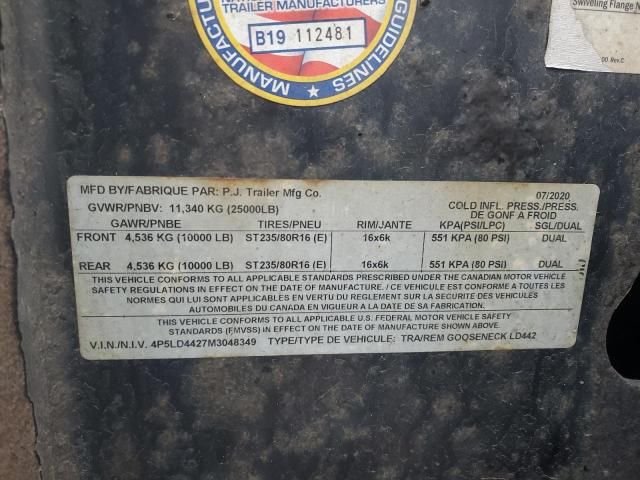 TRAILER MANUFACTURERS
B19 112481
GUIDELINES
Swiveling Flange N
00 Rev.C
MFD BY/FABRIQUE PAR: P.J. Trailer Mfg Co. 07/2020
GVWR/PNBV: 11,340 KG (25000LB) COLD INFL. PRESS./PRESS.
DE GONF A FROID
GAWR/PNBE TIRES/PNEU RIM/JANTE KPA(PSI/LPC) SGL/DUAL
FRONT 4,536 KG (10000 LB) ST235/80R16 (E) 16x6k 551 KPA (80 PSI) DUAL
REAR 4,536 KG (10000 LB) ST235/80R16 (E) 16x6k 551 KPA (80 PSI) DUAL
THIS VEHICLE CONFORMS TO ALL APPLICABLE STANDARDS PRESCRIBED UNDER THE CANADIAN MOTOR VEHICLE
SAFETY REGULATIONS IN EFFECT ON THE DATE OF MANUFACTURE. / CE VEHICULE EST CONFORME A TOUTES LES
NORMES QUI LUI SONT APPLICABLES EN VERTU DU REGLEMENT SUR LA SECURITE DES VEHICULES
AUTOMOBILES DU CANADA EN VIGUEUR A LA DATE DE SA FABRICATION.
THIS VEHICLE CONFORMS TO ALL APPLICABLE U.S. FEDERAL MOTOR VEHICLE SAFETY
STANDARDS (FMVSS) IN EFFECT ON THE DATE OF MANUFACTURE SHOWN ABOVE.
V.I.N./N.I.V. 4P5LD4427M3048349 TYPE/TYPE DE VEHICULE: TRA/REM GOOSENECK LD442